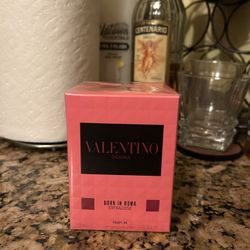 CENTENARIO
VALENTINO
DONNA
BORN IN ROMA
EXTRADOSE
PARFUM